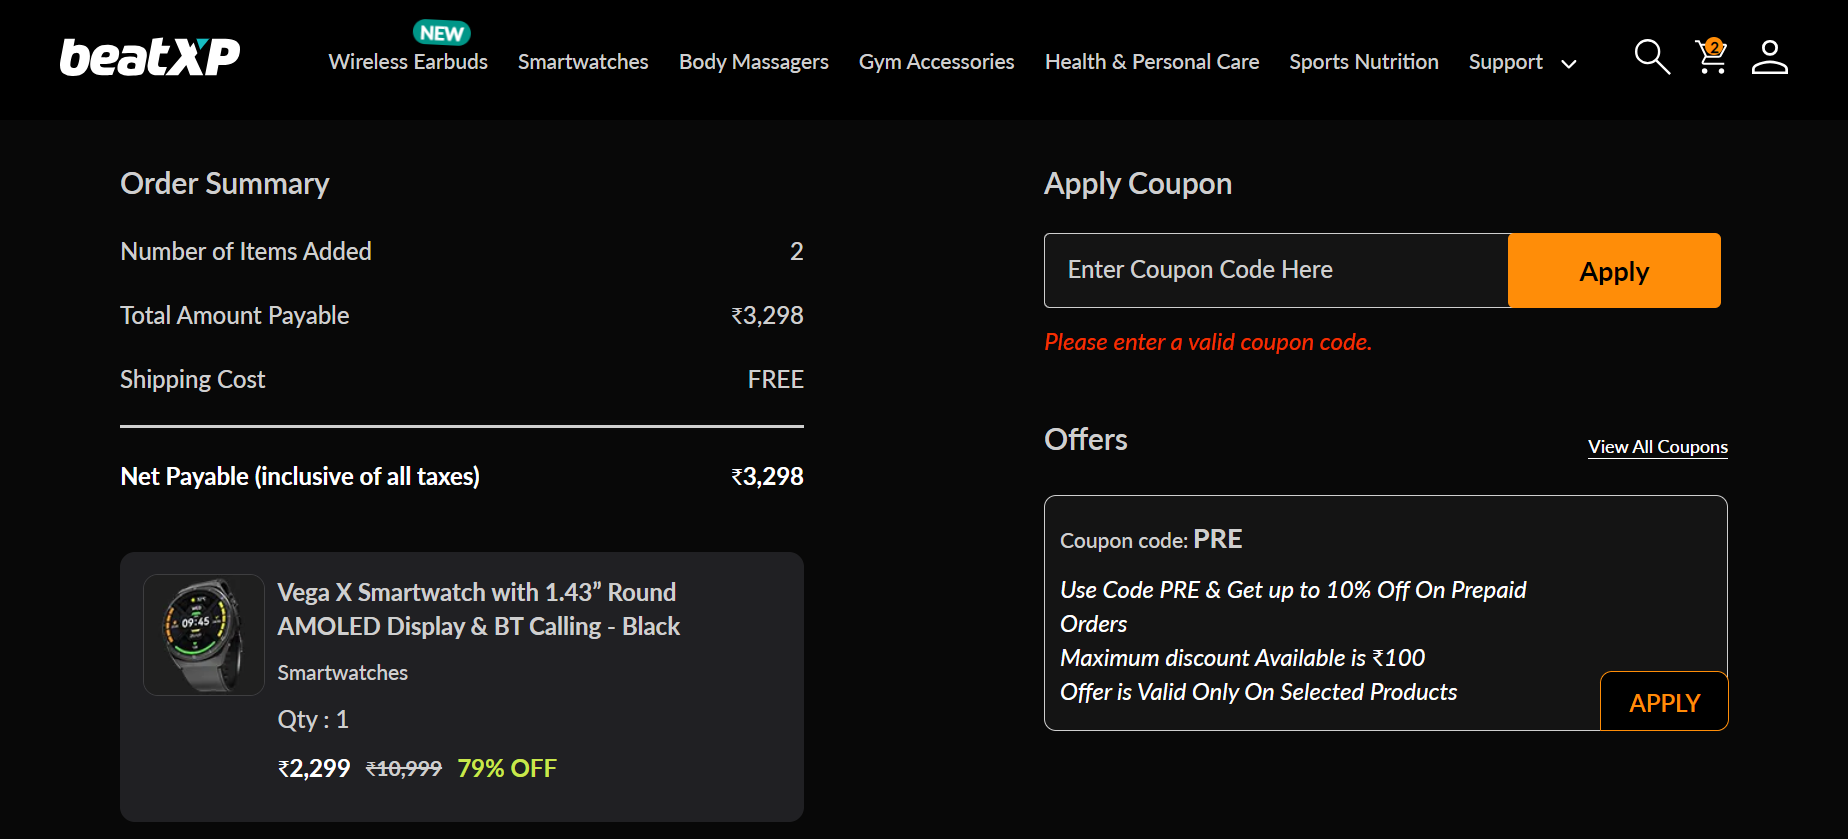 beatXP
NEW
Wireless Earbuds
Smartwatches
Body Massagers
Gym Accessories
Health & Personal Care
Sports Nutrition
Support
2
Order Summary
Number of Items Added 2
Total Amount Payable ₹3,298
Shipping Cost FREE
Net Payable (inclusive of all taxes) ₹3,298
09:45
Vega X Smartwatch with 1.43” Round
AMOLED Display & BT Calling - Black
Smartwatches
Qty : 1
₹2,299 ₹10,999 79% OFF
Apply Coupon
Enter Coupon Code Here
Apply
Please enter a valid coupon code.
Offers
View All Coupons
Coupon code: PRE
Use Code PRE & Get up to 10% Off On Prepaid
Orders
Maximum discount Available is ₹100
Offer is Valid Only On Selected Products
APPLY